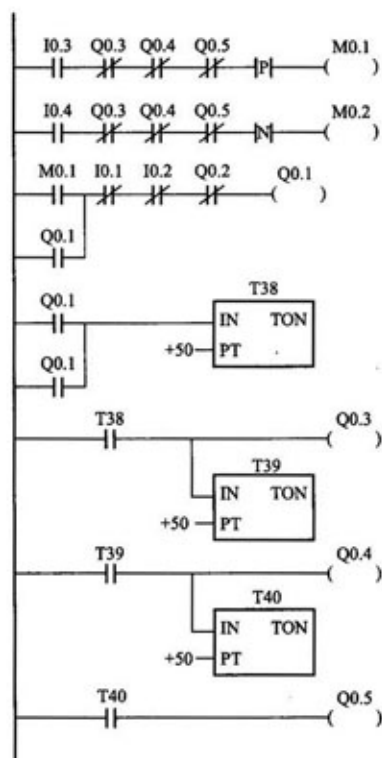 M0.1
I0.3 Q0.3 Q0.4 Q0.5
P
M0.2
I0.4 Q0.3 Q0.4 Q0.5
N
M0.1 I0.1 I0.2 Q0.2 Q0.1
Q0.1
Q0.1 T38
IN TON
+50 PT
Q0.1
T38 Q0.3
T39
IN TON
+50 PT
T39 Q0.4
T40
IN TON
+50 PT
T40 Q0.5